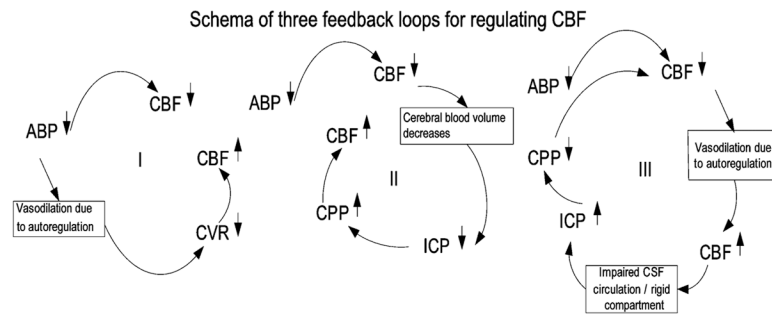 Schema of three feedback loops for regulating CBF
ABP
CBF
CBF
I
Vasodilation due
to autoregulation
CVR
ABP
CBF
Cerebral blood volume
decreases
CBF
II
CPP
ICP
ABP
CBF
CPP
Vasodilation due
to autoregulation
III
ICP
CBF
Impaired CSF
circulation / rigid
compartment